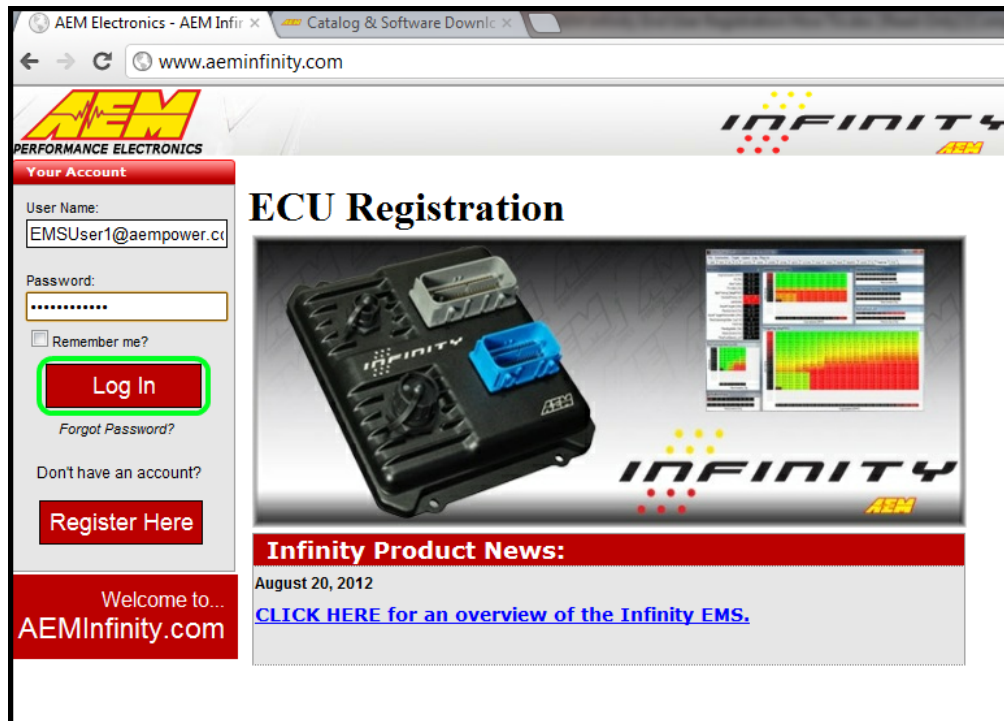 AEM Electronics - AEM Infir
Catalog & Software Downlc
www.aeminfinity.com
AEM
PERFORMANCE ELECTRONICS
INFINITY
AEM
Your Account
User Name:
EMSUser1@aempower.cc
Password:
••••••••••••
Remember me?
Log In
Forgot Password?
Don't have an account?
Register Here
Welcome to...
AEMInfinity.com
ECU Registration
INFINITY
AEM
INFINITY
AEM
Infinity Product News:
August 20, 2012
CLICK HERE for an overview of the Infinity EMS.